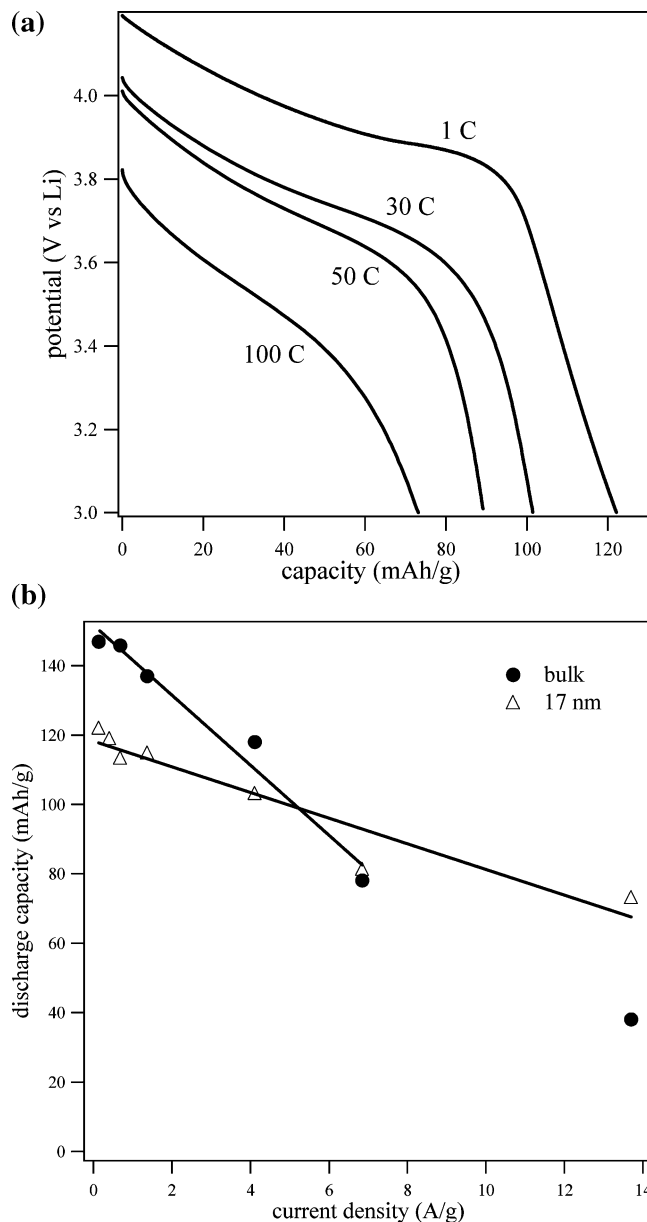 (a)
4.0
3.8
3.6
3.4
3.2
3.0
potential (V vs Li)
1 C
30 C
50 C
100 C
0 20 40 60 80 100 120
capacity (mAh/g)
(b)
140
120
100
80
60
40
20
0
discharge capacity (mAh/g)
bulk
17 nm
0 2 4 6 8 10 12 14
current density (A/g)